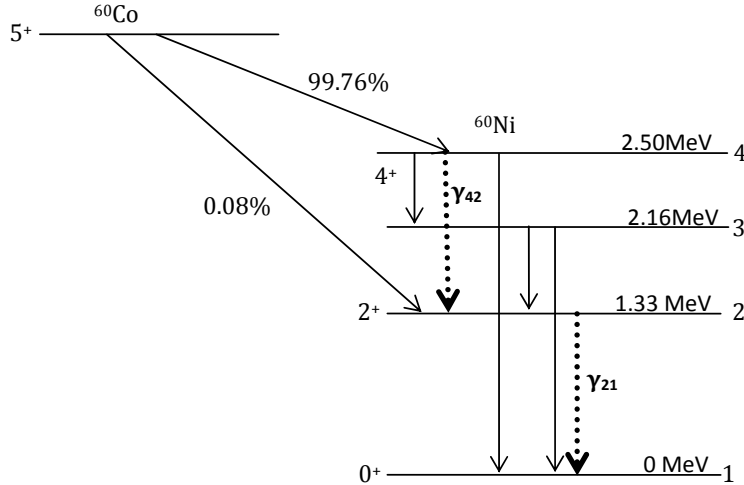 ⁶⁰Co
5⁺
99.76%
⁶⁰Ni
2.50MeV 4
4⁺
γ₄₂
0.08%
2.16MeV 3
2⁺ 1.33 MeV 2
γ₂₁
0⁺ 0 MeV 1